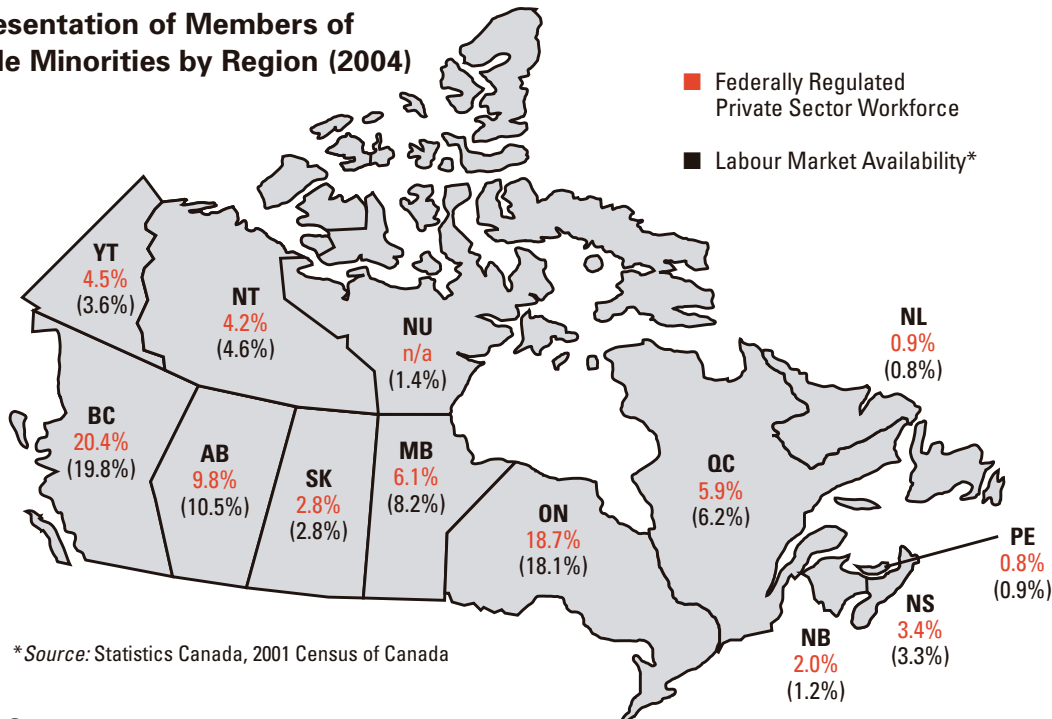 of Members of
Minorities by Region (2004)
Federally Regulated
Private Sector Workforce
Labour Market Availability*
YT
4.5%
(3.6%)
NT
4.2%
(4.6%)
NU
n/a
(1.4%)
NL
0.9%
(0.8%)
BC
20.4%
(19.8%)
AB
9.8%
(10.5%)
SK
2.8%
(2.8%)
MB
6.1%
(8.2%)
ON
18.7%
(18.1%)
QC
5.9%
(6.2%)
PE
0.8%
(0.9%)
NS
3.4%
(3.3%)
NB
2.0%
(1.2%)
*Source: Statistics Canada, 2001 Census of Canada